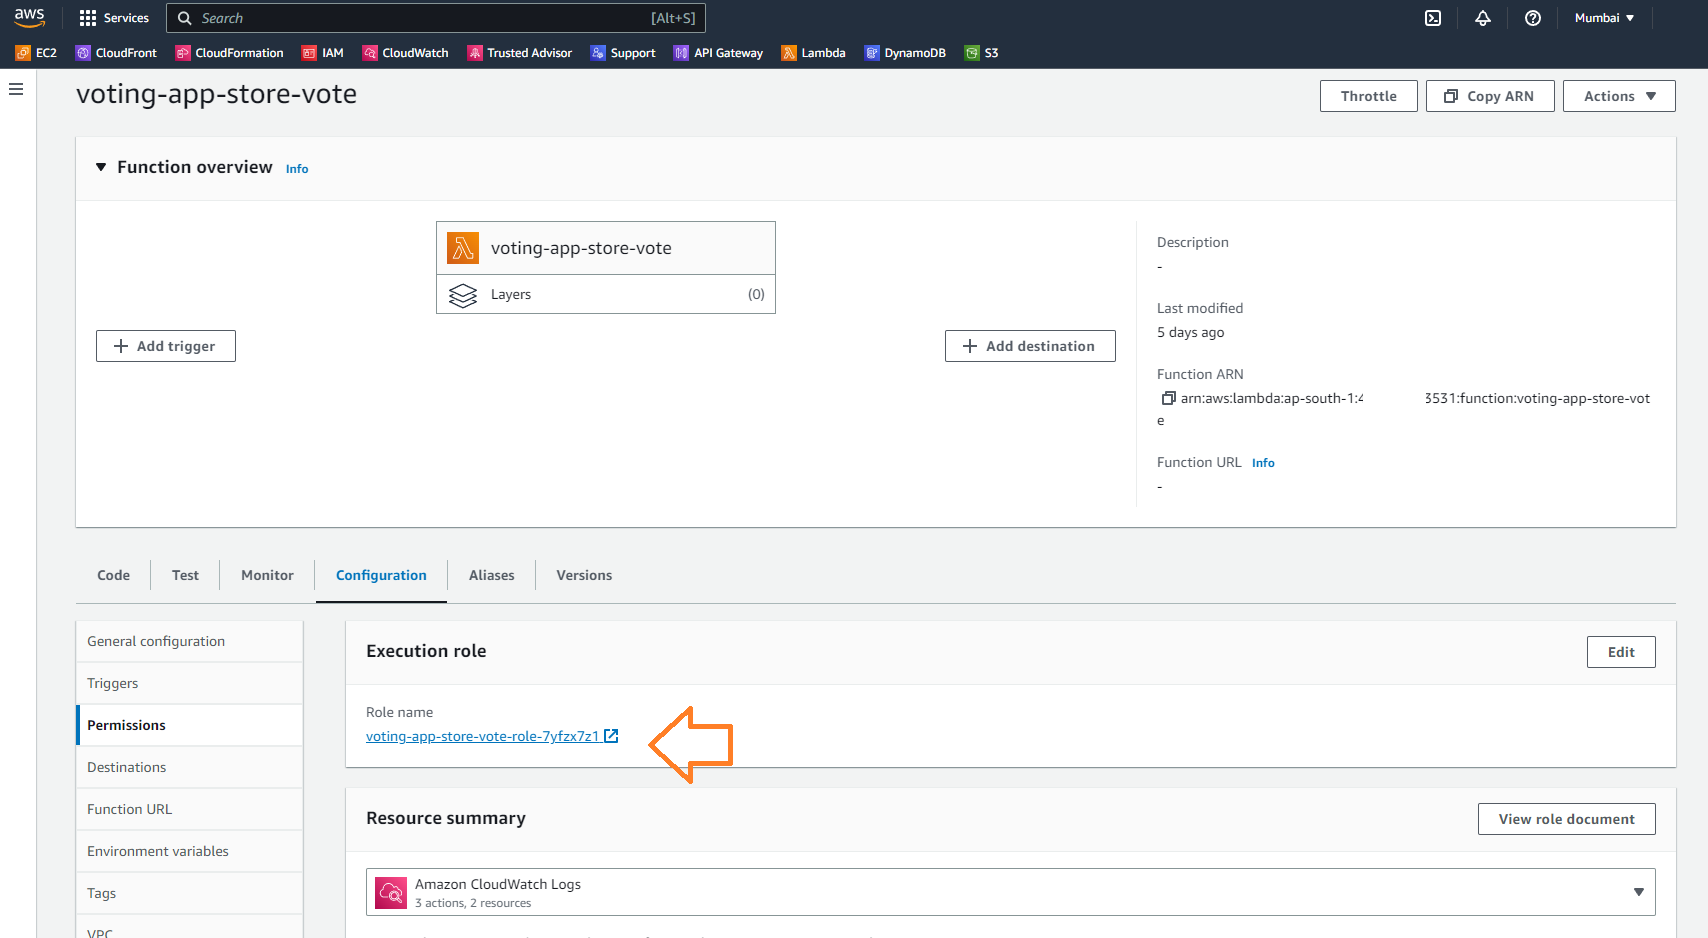 aws Services Search [Alt+S] Mumbai
EC2 CloudFront CloudFormation IAM CloudWatch Trusted Advisor Support API Gateway Lambda DynamoDB S3
voting-app-store-vote
Throttle Copy ARN Actions
Function overview Info
voting-app-store-vote
Layers (0)
Add trigger
Add destination
Description
-
Last modified
5 days ago
Function ARN
arn:aws:lambda:ap-south-1:4 3531:function:voting-app-store-vot
e
Function URL Info
-
Code Test Monitor Configuration Aliases Versions
General configuration
Triggers
Permissions
Destinations
Function URL
Environment variables
Tags
VPC
Execution role Edit
Role name
voting-app-store-vote-role-7yfzx7z1
Resource summary View role document
Amazon CloudWatch Logs
3 actions, 2 resources